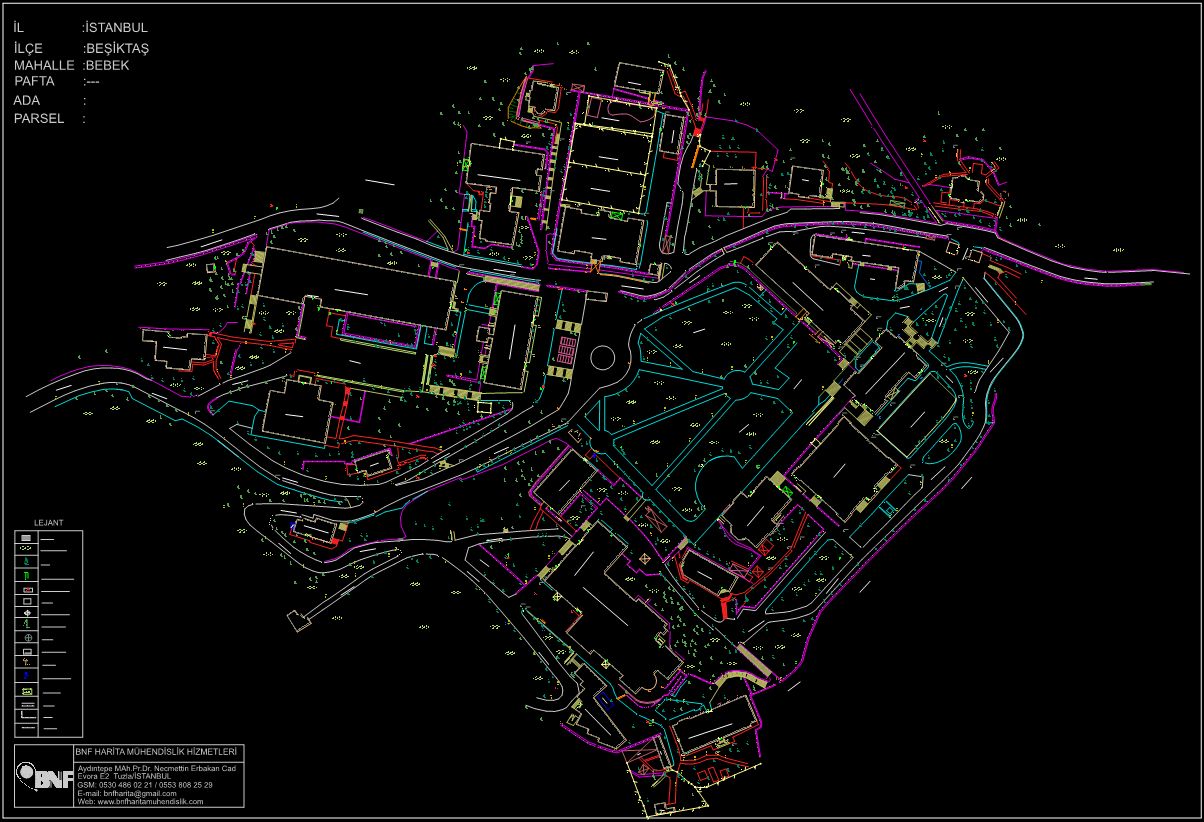 İL :İSTANBUL
İLÇE :BEŞİKTAŞ
MAHALLE :BEBEK
PAFTA :---
ADA :
PARSEL :
LEJANT
BNF HARİTA MÜHENDİSLİK HİZMETLERİ
BNF
Aydıntepe MAh.Pr.Dr. Necmettin Erbakan Cad
Evora E2 Tuzla/İSTANBUL
GSM: 0530 486 02 21 / 0553 808 25 29
E-mail: bnfharita@gmail.com
Web: www.bnfharitamuhendislik.com